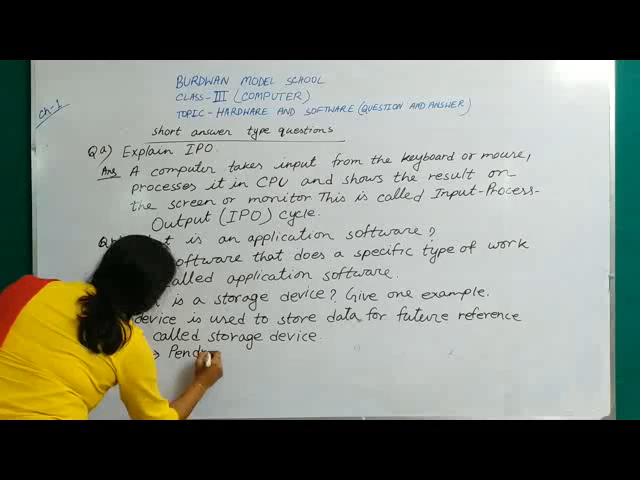 BURDWAN MODEL SCHOOL
CLASS-III (COMPUTER)
Ch-1
TOPIC-HARDWARE AND SOFTWARE (QUESTION AND ANSWER)
short answer type questions
Qa) Explain IPO.
Ans A computer takes input from the keyboard or mouse,
processes it in CPU and shows the result on
the screen or monitor This is called Input-Process-
Output (IPO) cycle.
is an application software?
software that does a specific type of work
called application software.
is a storage device? Give one example.
device is used to store data for future reference
called storage device.
→ Pendr